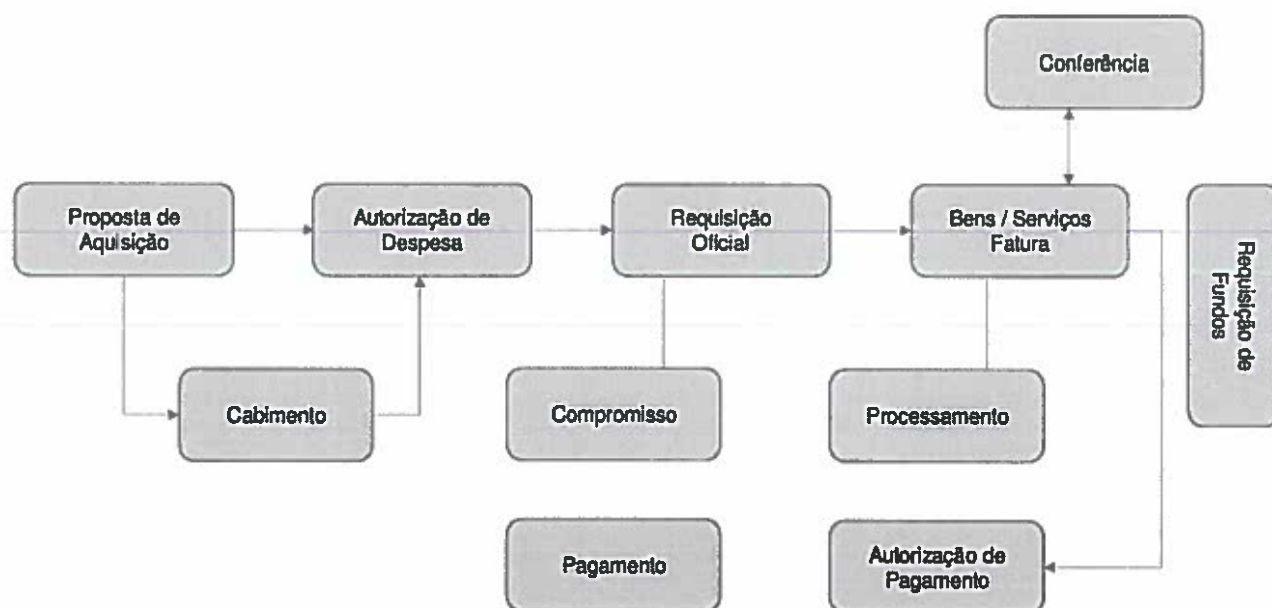 Conferência
Proposta de
Aquisição
Autorização de
Despesa
Requisição
Oficial
Bens / Serviços
Fatura
Requisição de
Fundos
Cabimento
Compromisso
Processamento
Pagamento
Autorização de
Pagamento